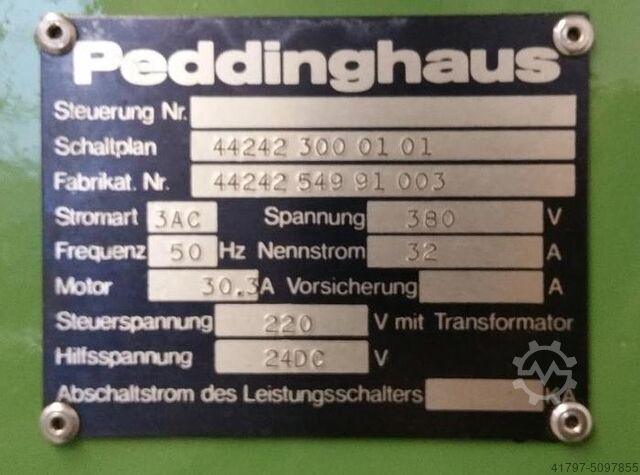 Peddinghaus
Steuerung Nr.
Schaltplan 44242 300 01 01
Fabrikat. Nr. 44242 549 91 003
Stromart 3AC Spannung 380 V
Frequenz 50 Hz Nennstrom 32 A
Motor 30.3 A Vorsicherung A
Steuerspannung 220 V mit Transformator
Hilfsspannung 24DC V
Abschaltstrom des Leistungsschalters KA
41797-5097855